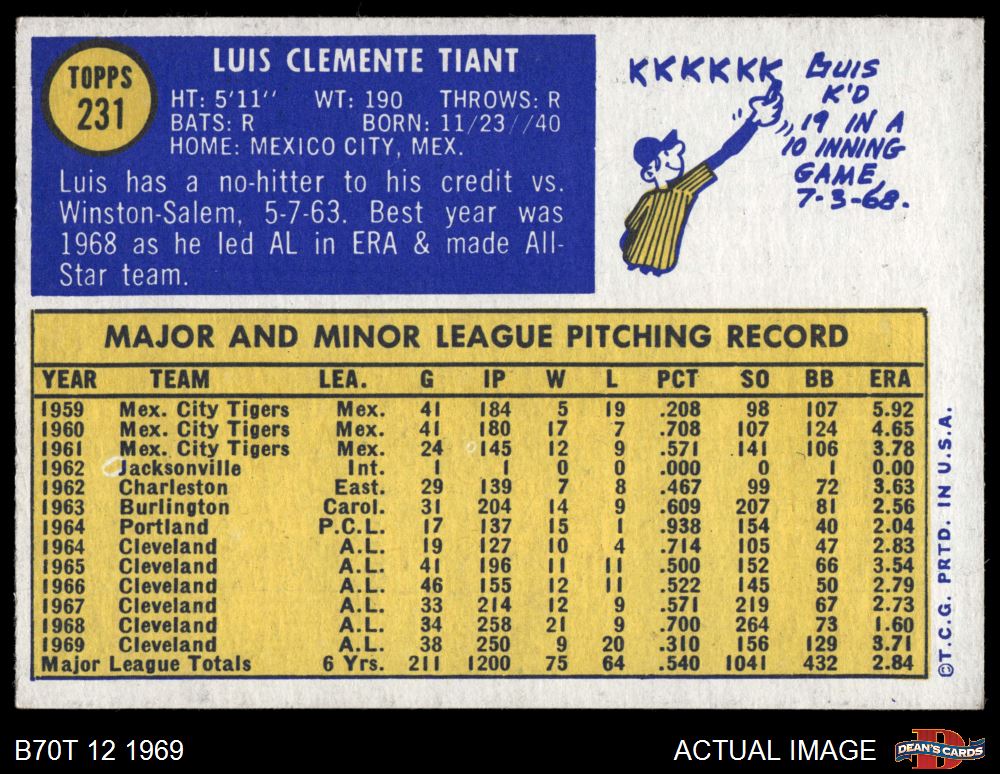 TOPPS
231
LUIS CLEMENTE TIANT
HT: 5'11'' WT: 190 THROWS: R
BATS: R BORN: 11/23//40
HOME: MEXICO CITY, MEX.
Luis has a no-hitter to his credit vs.
Winston-Salem, 5-7-63. Best year was
1968 as he led AL in ERA & made All-
Star team.
KKKKKK
LUIS
K'D
19 IN A
10 INNING
GAME,
7-3-68.
MAJOR AND MINOR LEAGUE PITCHING RECORD
YEAR TEAM LEA. G IP W L PCT SO BB ERA
1959 Mex. City Tigers Mex. 41 184 5 19 .208 98 107 5.92
1960 Mex. City Tigers Mex. 41 180 17 7 .708 107 124 4.65
1961 Mex. City Tigers Mex. 24 145 12 9 .571 141 106 3.78
1962 Jacksonville Int. 1 1 0 0 .000 0 1 0.00
1962 Charleston East. 29 139 7 8 .467 99 72 3.63
1963 Burlington Carol. 31 204 14 9 .609 207 81 2.56
1964 Portland P.C.L. 17 137 15 1 .938 154 40 2.04
1964 Cleveland A.L. 19 127 10 4 .714 105 47 2.83
1965 Cleveland A.L. 41 196 11 11 .500 152 66 3.54
1966 Cleveland A.L. 46 155 12 11 .522 145 50 2.79
1967 Cleveland A.L. 33 214 12 9 .571 219 67 2.73
1968 Cleveland A.L. 34 258 21 9 .700 264 73 1.60
1969 Cleveland A.L. 38 250 9 20 .310 156 129 3.71
Major League Totals 6 Yrs. 211 1200 75 64 .540 1041 432 2.84
©T.C.G. PRTD. IN U.S.A.
B70T 12 1969
ACTUAL IMAGE
DEAN'S CARDS